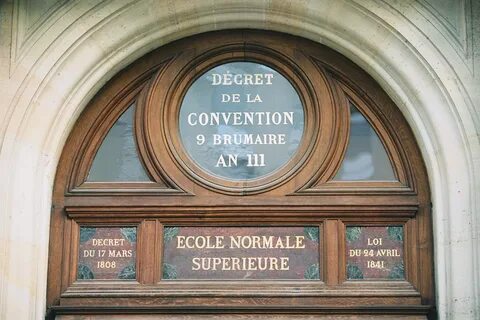 DÉCRET
DE LA
CONVENTION
9 BRUMAIRE
AN 111
DECRET
DU 17 MARS
1808
ECOLE NORMALE
SUPERIEURE
LOI
DU 24 AVRIL
1841